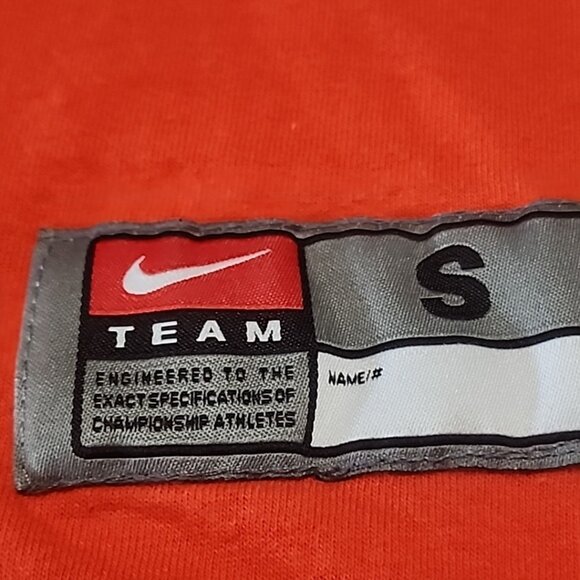 TEAM
ENGINEERED TO THE
EXACT SPECIFICATIONS OF
CHAMPIONSHIP ATHLETES
S
NAME/#